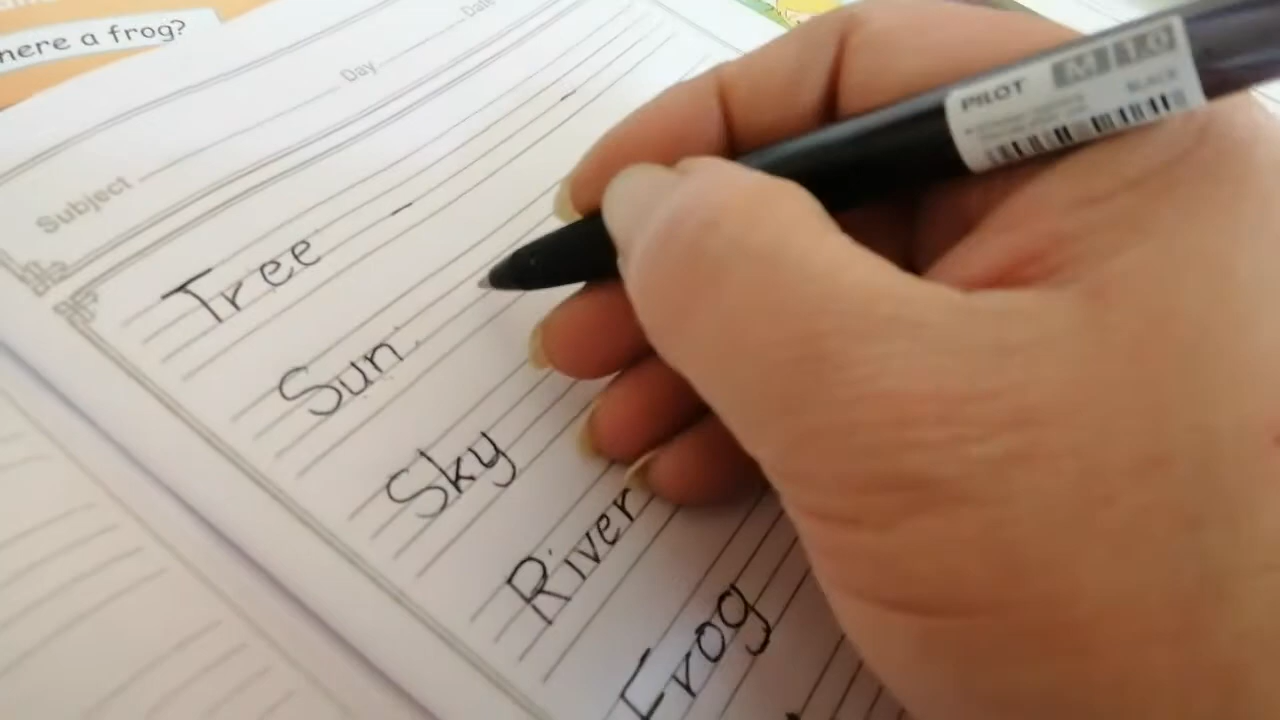 here a frog?
Date
Day
Subject
Tree
Sun
Sky
River
Frog
PILOT M 1.0
BLACK